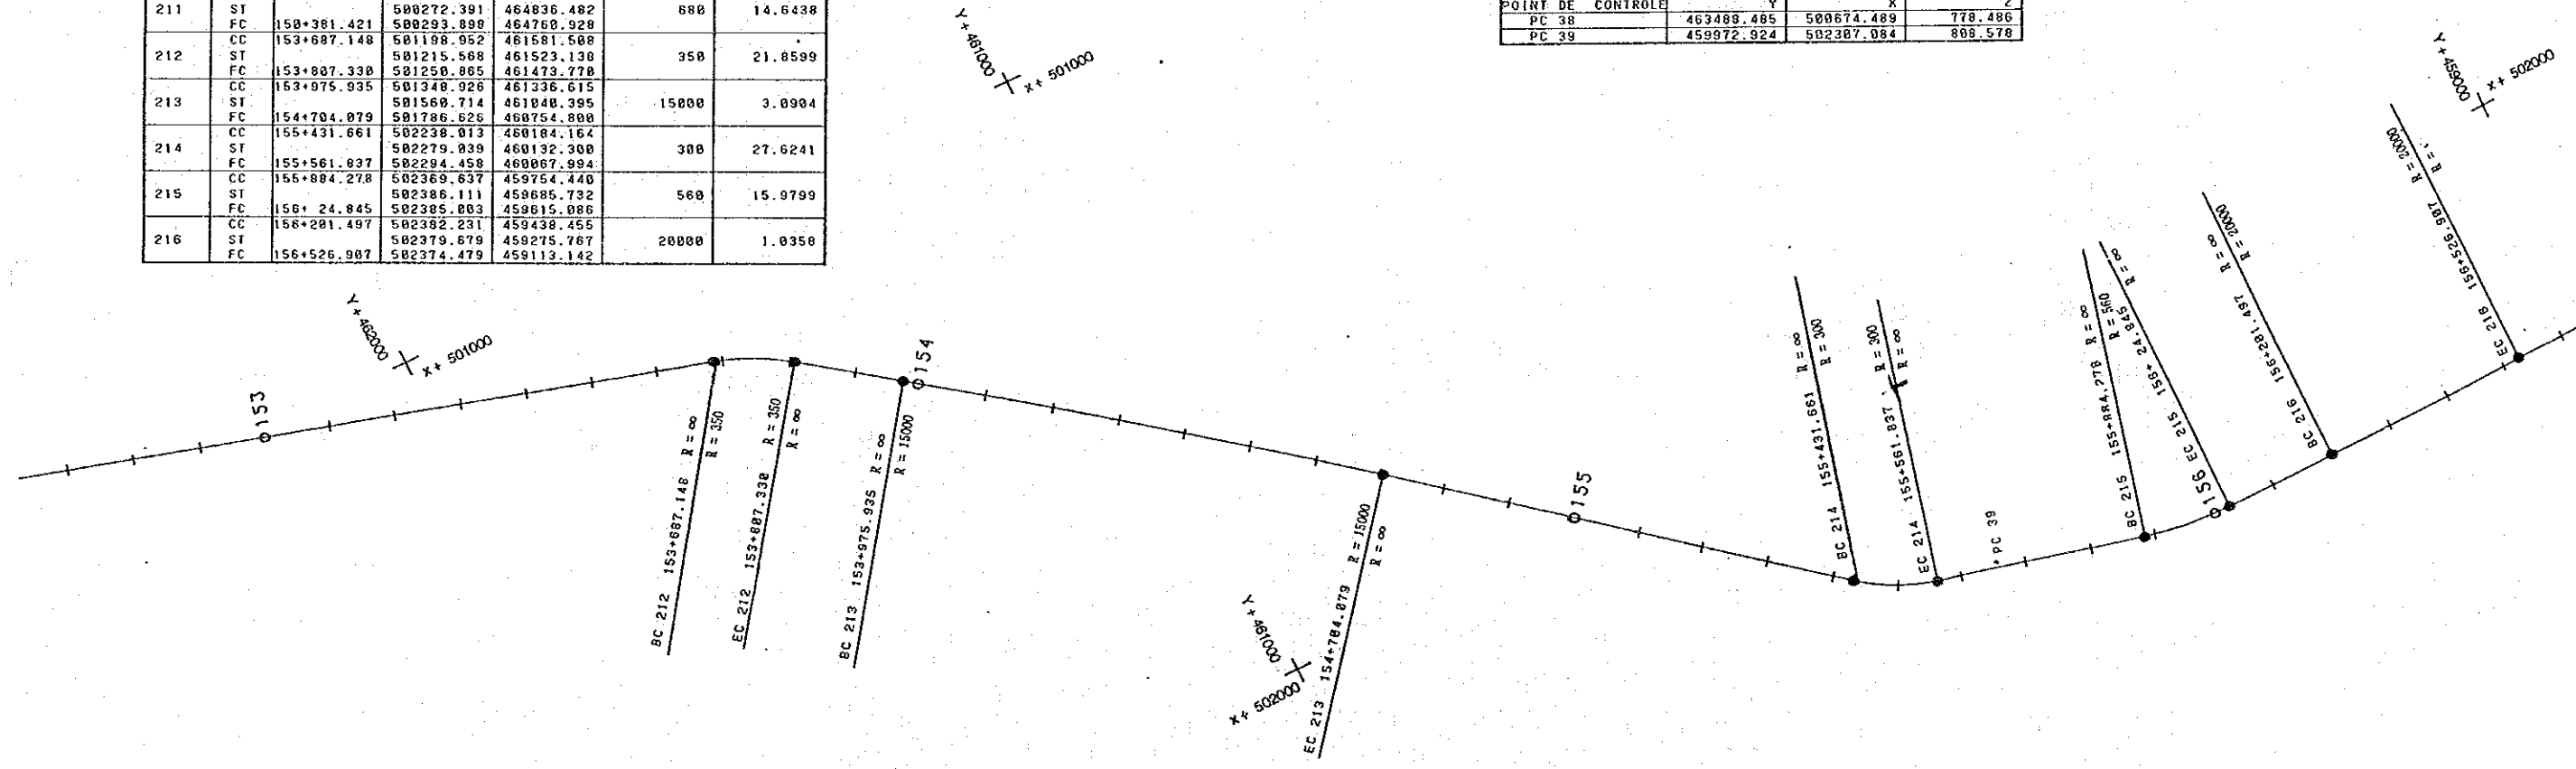 211 ST 500272.391 464836.482 680 14.6438
FC 150+381.421 500293.898 464760.928
CC 153+687.148 501198.952 461581.508
212 ST 501215.568 461523.138 350 21.8599
FC 153+807.330 501250.865 461473.770
CC 153+975.935 501348.926 461336.615
213 ST 501560.714 461048.395 15000 3.0904
FC 154+704.079 501786.626 460754.800
CC 155+431.661 502238.013 460184.164
214 ST 502279.039 460132.300 300 27.6241
FC 155+561.837 502294.458 460067.994
CC 155+884.278 502369.637 459754.440
215 ST 502386.111 459685.732 560 15.9799
FC 156+ 24.845 502385.003 459615.086
CC 156+201.497 502382.231 459438.455
216 ST 502379.679 459275.767 20000 1.0358
FC 156+526.907 502374.479 459113.142
POINT DE CONTROLE Y X Z
PC 38 463488.485 500674.489 778.486
PC 39 459972.924 502307.084 808.578
Y+461000
X+ 501000
Y+459000
X+ 502000
Y+462000
X+ 501000
Y+461000
X+ 502000
153
154
155
156
BC 212 153+687.148 R = ∞
R = 350
EC 212 153+807.330 R = 350
R = ∞
BC 213 153+975.935 R = ∞
R = 15000
EC 213 154+704.079 R = 15000
R = ∞
BC 214 155+431.661 R = ∞
R = 300
EC 214 155+561.837 R = 300
R = ∞
PC 39
BC 215 155+884.278 R = ∞
R = 560
EC 215 156+ 24.845 R = ∞
BC 216 156+201.497 R = ∞
R = 20000
EC 216 156+526.907 R = 20000
R =